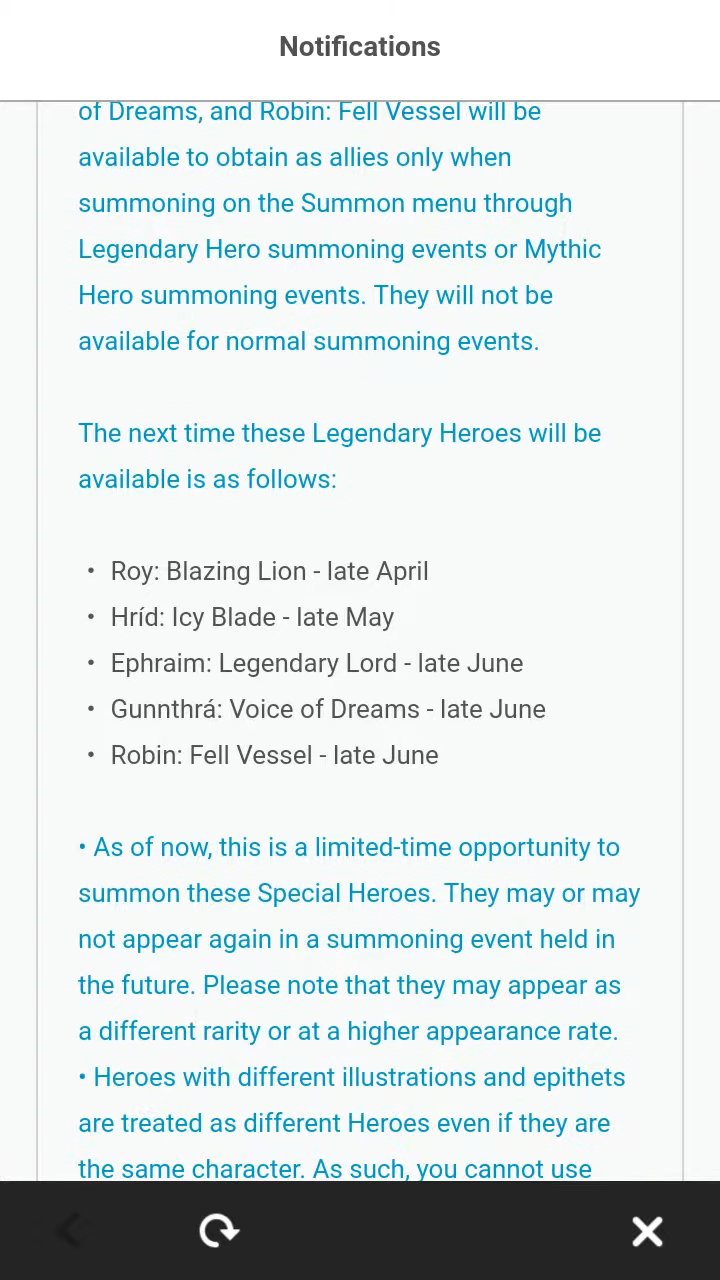 Notifications
of Dreams, and Robin: Fell Vessel will be
available to obtain as allies only when
summoning on the Summon menu through
Legendary Hero summoning events or Mythic
Hero summoning events. They will not be
available for normal summoning events.
The next time these Legendary Heroes will be
available is as follows:
• Roy: Blazing Lion - late April
• Hríd: Icy Blade - late May
• Ephraim: Legendary Lord - late June
• Gunnthrá: Voice of Dreams - late June
• Robin: Fell Vessel - late June
• As of now, this is a limited-time opportunity to
summon these Special Heroes. They may or may
not appear again in a summoning event held in
the future. Please note that they may appear as
a different rarity or at a higher appearance rate.
• Heroes with different illustrations and epithets
are treated as different Heroes even if they are
the same character. As such, you cannot use